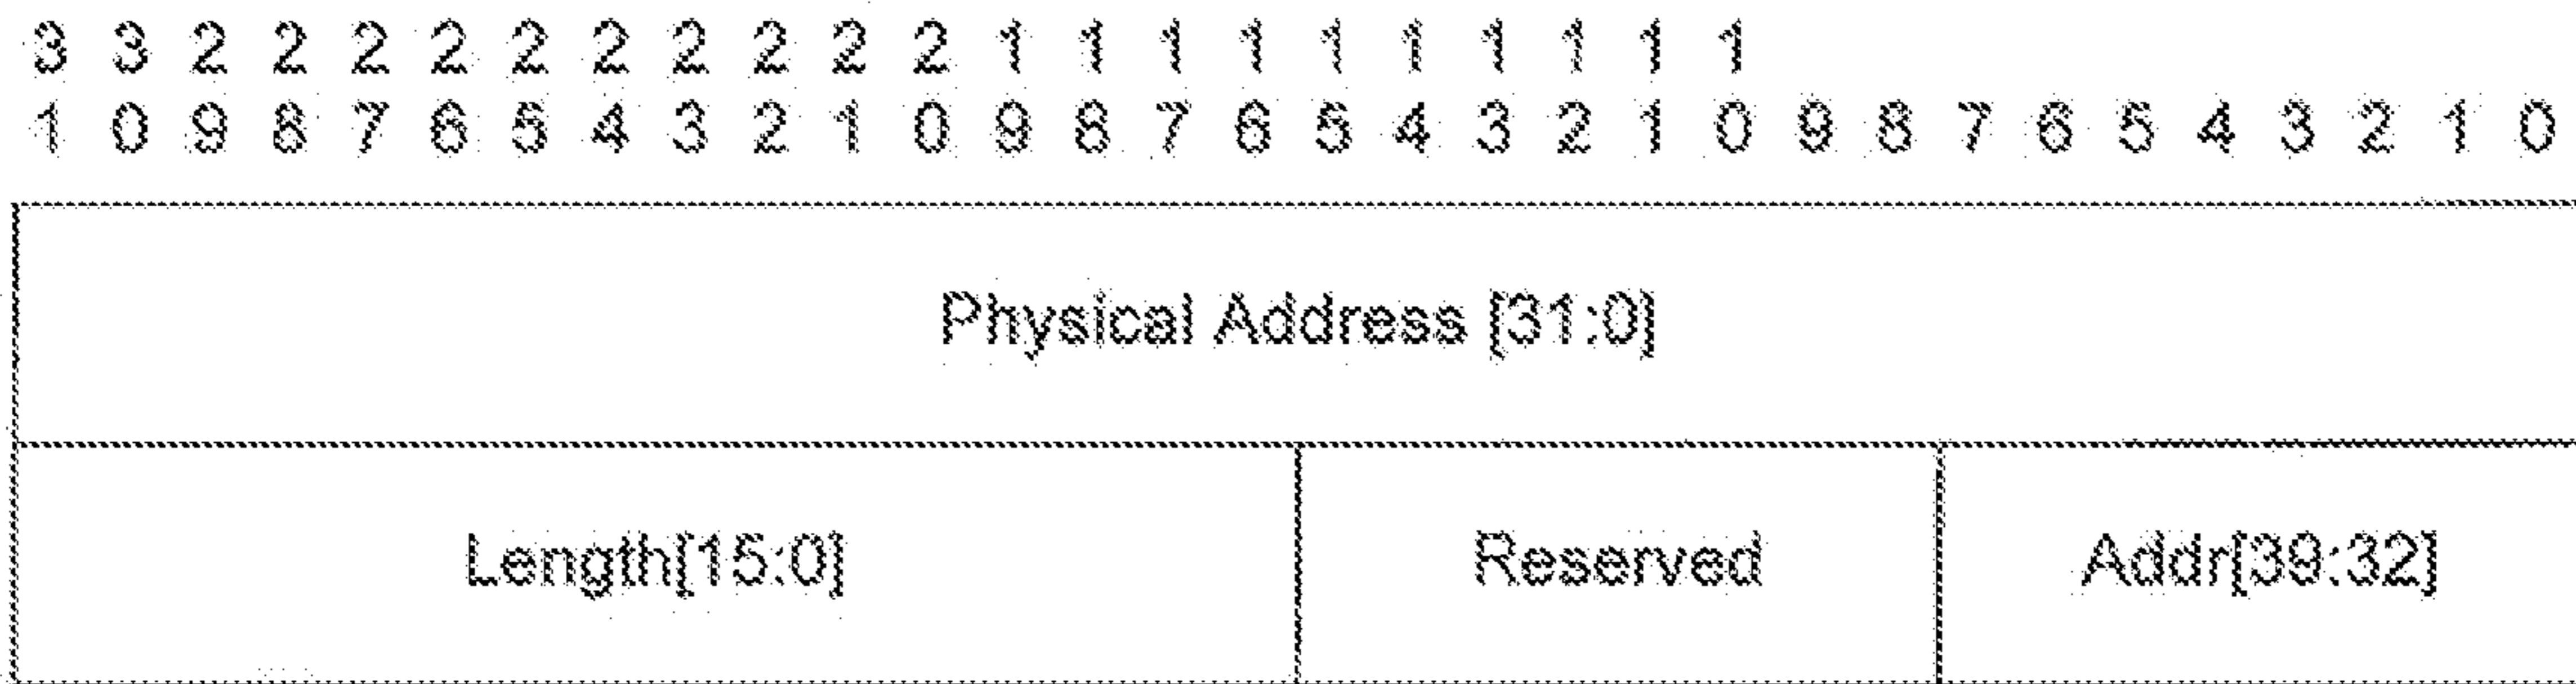 3 3 2 2 2 2 2 2 2 2 2 2 1 1 1 1 1 1 1 1 1 1
1 0 9 8 7 6 5 4 3 2 1 0 9 8 7 6 5 4 3 2 1 0 9 8 7 6 5 4 3 2 1 0
Physical Address [31:0]
Length[15:0] Reserved Addr[39:32]